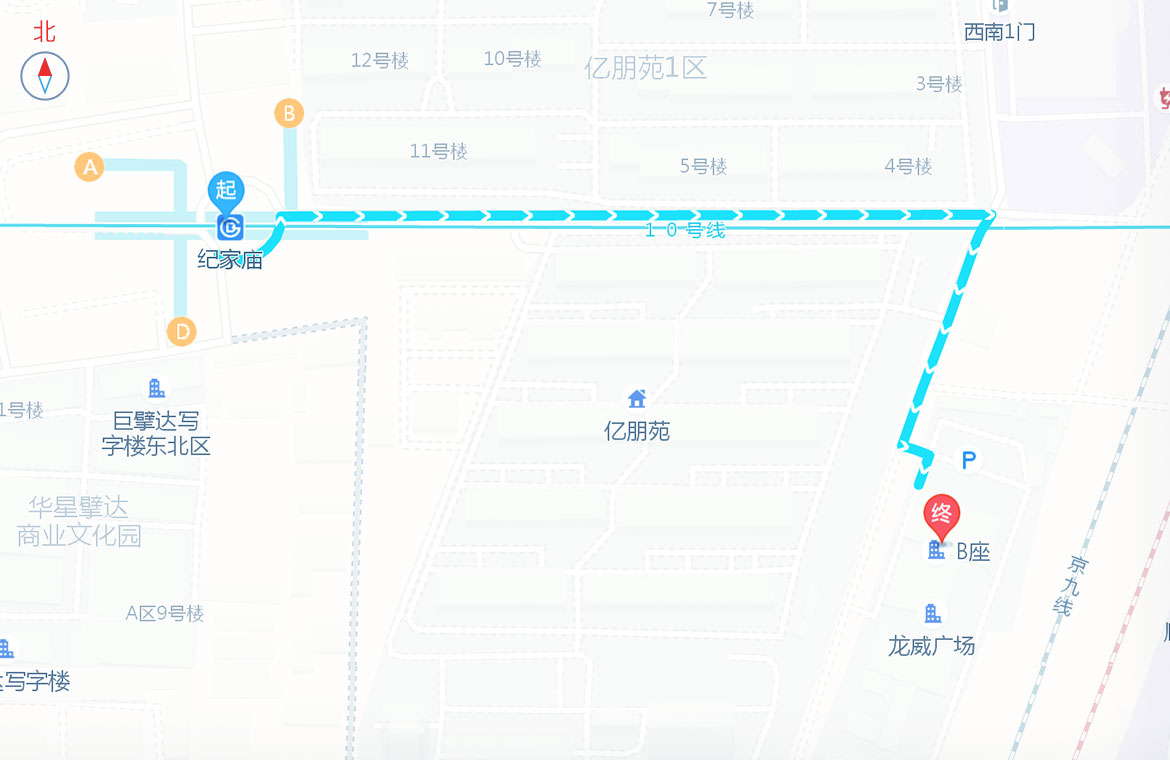 北
7号楼
西南1门
12号楼
10号楼
亿朋苑1区
3号楼
B
11号楼
A
5号楼
4号楼
起
10号线
纪家庙
D
亿朋苑
1号楼
巨擘达写
字楼东北区
P
华星擘达
商业文化园
终
B座
京九线
A区9号楼
龙威广场
写字楼